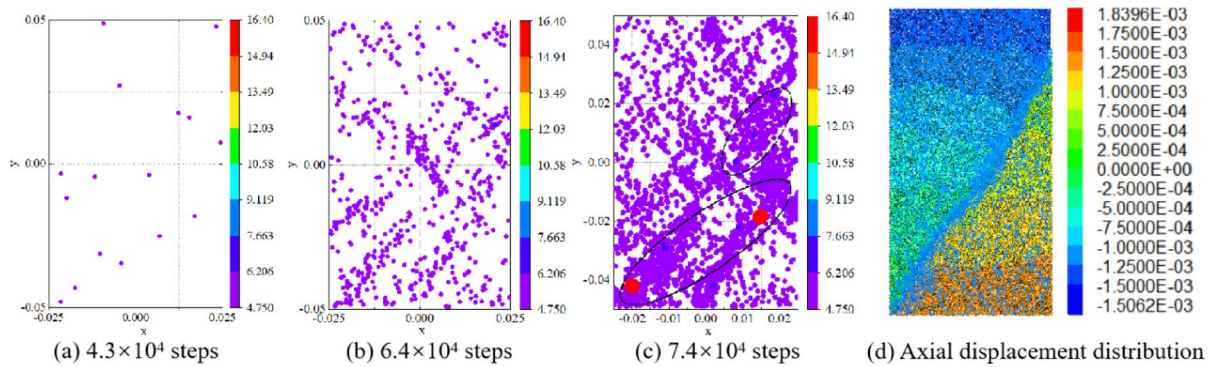 0.05
0.00
-0.05
y
-0.025
0.000
0.025
x
16.40
14.94
13.49
12.03
10.58
9.119
7.663
6.206
4.750
(a) 4.3×10⁴ steps
0.05
0.00
-0.05
y
-0.025
0.000
0.025
x
16.40
14.94
13.49
12.03
10.58
9.119
7.663
6.206
4.750
(b) 6.4×10⁴ steps
0.04
0.02
0.00
-0.02
-0.04
y
-0.02
-0.01
0.00
0.01
0.02
x
16.40
14.94
13.49
12.03
10.58
9.119
7.663
6.206
4.750
(c) 7.4×10⁴ steps
1.8396E-03
1.7500E-03
1.5000E-03
1.2500E-03
1.0000E-03
7.5000E-04
5.0000E-04
2.5000E-04
0.0000E+00
-2.5000E-04
-5.0000E-04
-7.5000E-04
-1.0000E-03
-1.2500E-03
-1.5000E-03
-1.5062E-03
(d) Axial displacement distribution